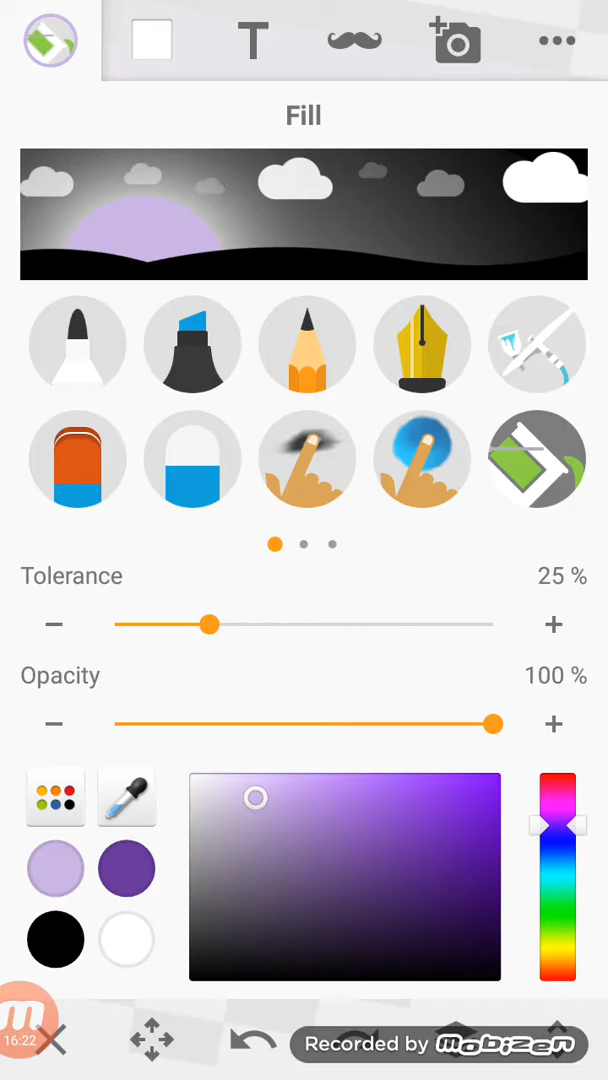 T
Fill
Tolerance
25 %
Opacity
100 %
16:22
Recorded by mobizen